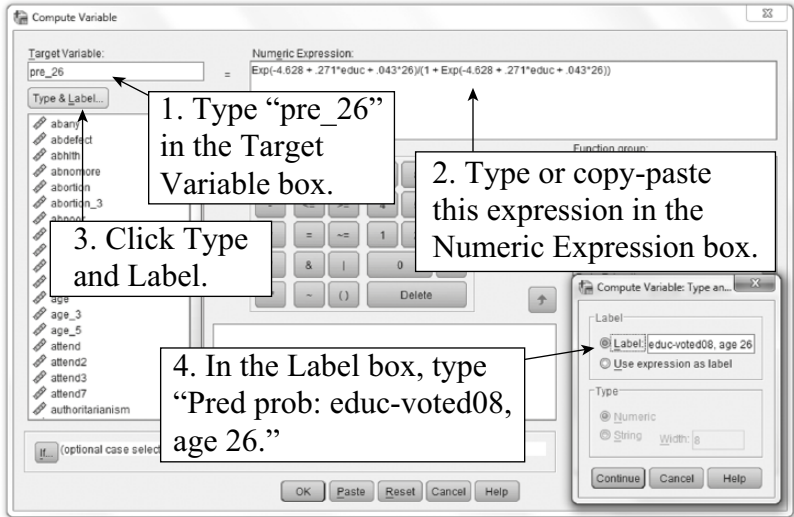 Compute Variable
Target Variable:
pre_26
=
Numeric Expression:
Exp(-4.628 + .271*educ + .043*26)/(1 + Exp(-4.628 + .271*educ + .043*26))
Type & Label...
1. Type “pre_26”
in the Target
Variable box.
2. Type or copy-paste
this expression in the
Numeric Expression box.
3. Click Type
and Label.
4. In the Label box, type
“Pred prob: educ-voted08,
age 26.”
abany
abdefect
abhlth
abnomore
abortion
abortion_3
abpoor
age
age_3
age_5
attend
attend2
attend3
attend7
authoritarianism
Function group:
= ~= 1
& | 0
~ ( ) Delete
Compute Variable: Type an...
Label
Label: educ-voted08, age 26
Use expression as label
Type
Numeric
String Width: 8
Continue Cancel Help
If... (optional case select
OK Paste Reset Cancel Help